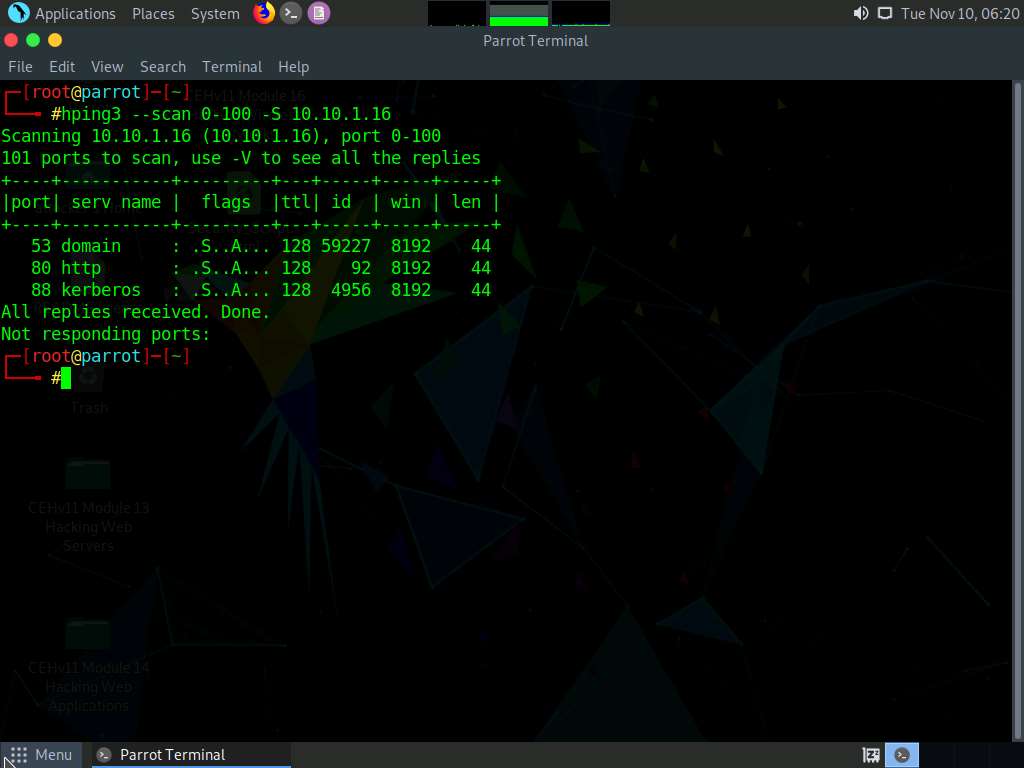 Applications Places System Tue Nov 10, 06:20
Parrot Terminal
File Edit View Search Terminal Help
┌─[root@parrot]─[~]
└──╼ #hping3 --scan 0-100 -S 10.10.1.16
Scanning 10.10.1.16 (10.10.1.16), port 0-100
101 ports to scan, use -V to see all the replies
+----+-----------+---------+---+-----+-----+-----+
|port| serv name |  flags  |ttl| id  | win | len |
+----+-----------+---------+---+-----+-----+-----+
   53 domain     : .S..A... 128 59227  8192    44
   80 http       : .S..A... 128    92  8192    44
   88 kerberos   : .S..A... 128  4956  8192    44
All replies received. Done.
Not responding ports:
┌─[root@parrot]─[~]
└──╼ #
EHv11 Module 16
Trash
CEHv11 Module 13
Hacking Web
Servers
CEHv11 Module 14
Hacking Web
Applications
Menu Parrot Terminal